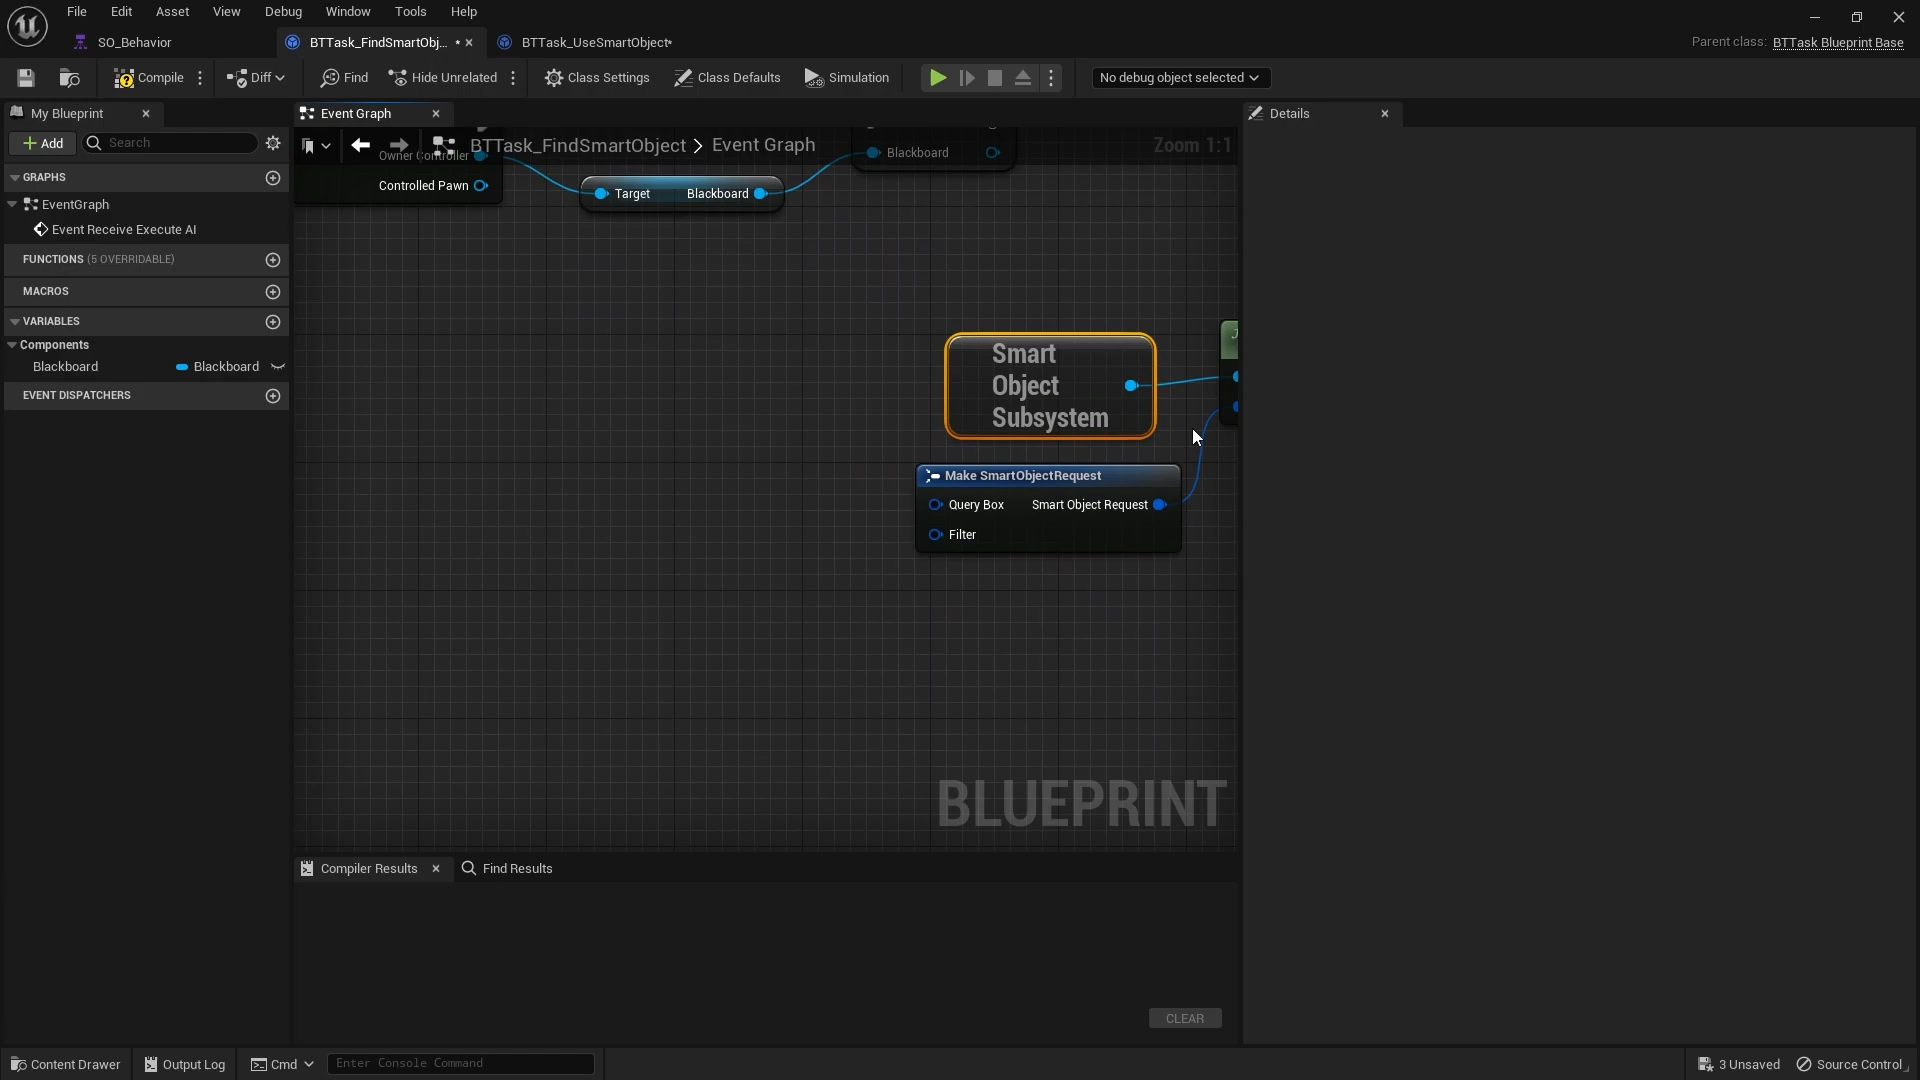 File Edit Asset View Debug Window Tools Help
SO_Behavior
BTTask_FindSmartObj... •
BTTask_UseSmartObject•
Parent class: BTTask Blueprint Base
Compile
Diff
Find
Hide Unrelated
Class Settings
Class Defaults
Simulation
No debug object selected
My Blueprint
Event Graph
Details
Add
Search
BTTask_FindSmartObject > Event Graph
Zoom 1:1
GRAPHS
EventGraph
Event Receive Execute AI
FUNCTIONS (5 OVERRIDABLE)
MACROS
VARIABLES
Components
Blackboard Blackboard
EVENT DISPATCHERS
Owner Controller
Controlled Pawn
Target Blackboard
Blackboard
Smart
Object
Subsystem
Make SmartObjectRequest
Query Box Smart Object Request
Filter
BLUEPRINT
Compiler Results
Find Results
CLEAR
Content Drawer
Output Log
Cmd
Enter Console Command
3 Unsaved
Source Control